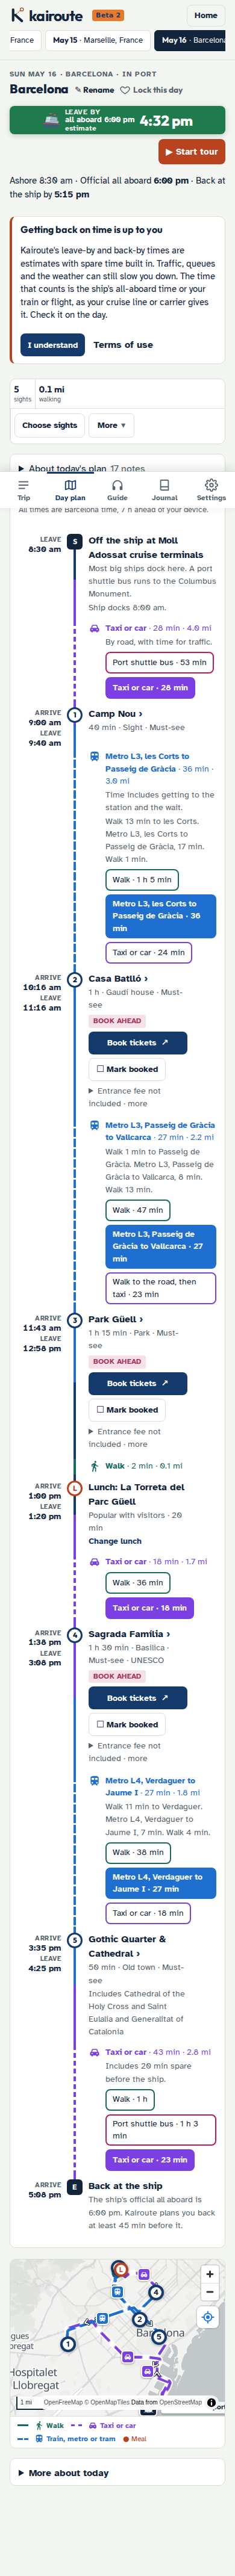 kairoute
Beta 2
Home
France
May 15 · Marseille, France
May 16 · Barcelona
SUN MAY 16 · BARCELONA · IN PORT
Barcelona
✎ Rename
Lock this day
LEAVE BY
all aboard 6:00 pm
estimate
4:32 pm
▶ Start tour
Ashore 8:30 am · Official all aboard 6:00 pm · Back at
the ship by 5:15 pm
Getting back on time is up to you
Kairoute's leave-by and back-by times are
estimates with spare time built in. Traffic, queues
and the weather can still slow you down. The time
that counts is the ship's all-aboard time or your
train or flight, as your cruise line or carrier gives
it. Check it on the day.
I understand
Terms of use
5
sights
0.1 mi
walking
Choose sights
More ▾
▶ About today's plan 17 notes
Trip
Day plan
Guide
Journal
Settings
All times are Barcelona time, 7 h ahead of your device.
LEAVE
8:30 am
S
Off the ship at Moll
Adossat cruise terminals
Most big ships dock here. A port
shuttle bus runs to the Columbus
Monument.
Ship docks 8:00 am.
Taxi or car · 28 min · 4.0 mi
By road, with time for traffic.
Port shuttle bus · 53 min
Taxi or car · 28 min
ARRIVE
9:00 am
LEAVE
9:40 am
1
Camp Nou ›
40 min · Sight · Must-see
Metro L3, les Corts to
Passeig de Gràcia · 36 min ·
3.0 mi
Time includes getting to the
station and the wait.
Walk 13 min to les Corts.
Metro L3, les Corts to
Passeig de Gràcia, 17 min.
Walk 1 min.
Walk · 1 h 5 min
Metro L3, les Corts to
Passeig de Gràcia · 36
min
Taxi or car · 24 min
ARRIVE
10:16 am
LEAVE
11:16 am
2
Casa Batlló ›
1 h · Gaudí house · Must-
see
BOOK AHEAD
Book tickets ↗
☐ Mark booked
▶ Entrance fee not
included · more
Metro L3, Passeig de Gràcia
to Vallcarca · 27 min · 2.2 mi
Walk 1 min to Passeig de
Gràcia. Metro L3, Passeig de
Gràcia to Vallcarca, 8 min.
Walk 13 min.
Walk · 47 min
Metro L3, Passeig de
Gràcia to Vallcarca · 27
min
Walk to the road, then
taxi · 23 min
ARRIVE
11:43 am
LEAVE
12:58 pm
3
Park Güell ›
1 h 15 min · Park · Must-
see
BOOK AHEAD
Book tickets ↗
☐ Mark booked
▶ Entrance fee not
included · more
Walk · 2 min · 0.1 mi
ARRIVE
1:00 pm
LEAVE
1:20 pm
L
Lunch: La Torreta del
Parc Güell
Popular with visitors · 20
min
Change lunch
Taxi or car · 18 min · 1.7 mi
Walk · 36 min
Taxi or car · 18 min
ARRIVE
1:38 pm
LEAVE
3:08 pm
4
Sagrada Família ›
1 h 30 min · Basilica ·
Must-see · UNESCO
BOOK AHEAD
Book tickets ↗
☐ Mark booked
▶ Entrance fee not
included · more
Metro L4, Verdaguer to
Jaume I · 27 min · 1.8 mi
Walk 11 min to Verdaguer.
Metro L4, Verdaguer to
Jaume I, 7 min. Walk 4 min.
Walk · 38 min
Metro L4, Verdaguer to
Jaume I · 27 min
Taxi or car · 18 min
ARRIVE
3:35 pm
LEAVE
4:25 pm
5
Gothic Quarter &
Cathedral ›
50 min · Old town · Must-
see
Includes Cathedral of the
Holy Cross and Saint
Eulalia and Generalitat of
Catalonia
Taxi or car · 43 min · 2.8 mi
Includes 20 min spare
before the ship.
Walk · 1 h
Port shuttle bus · 1 h 3
min
Taxi or car · 23 min
ARRIVE
5:08 pm
E
Back at the ship
The ship's official all aboard is
6:00 pm. Kairoute plans you back
at least 45 min before it.
L
4
2
5
1
Hospitalet
Llobregat
+
−
1 mi
OpenFreeMap © OpenMapTiles Data from OpenStreetMap
Walk
Taxi or car
Train, metro or tram
Meal
▶ More about today